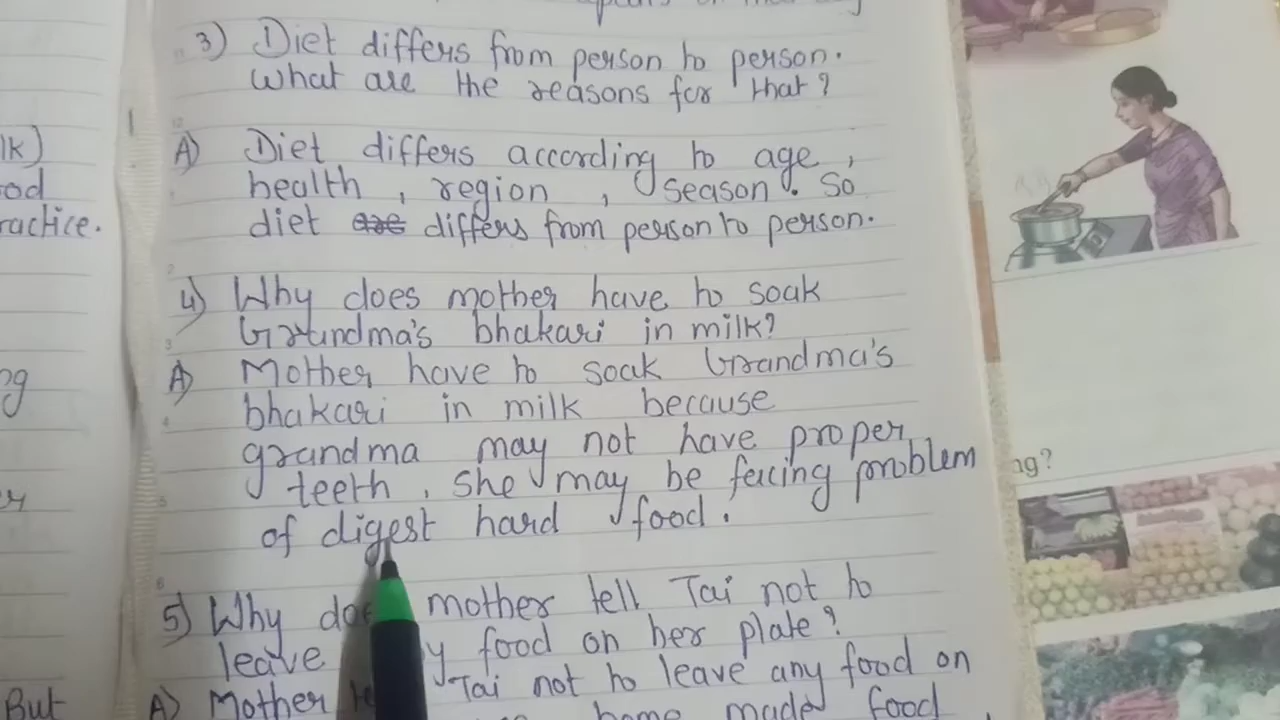 3) Diet differs from person to person.
What are the reasons for that?
A) Diet differs according to age,
health, region, season. So
diet differs from person to person.
4) Why does mother have to soak
Grandma's bhakari in milk?
A) Mother have to soak Grandma's
bhakari in milk because
grandma may not have proper
teeth, she may be facing problem
of digest hard food.
5) Why mother tell Tai not to
leave food on her plate?
A) Mother Tai not to leave any food on
home made food
ractice.
But
ng?